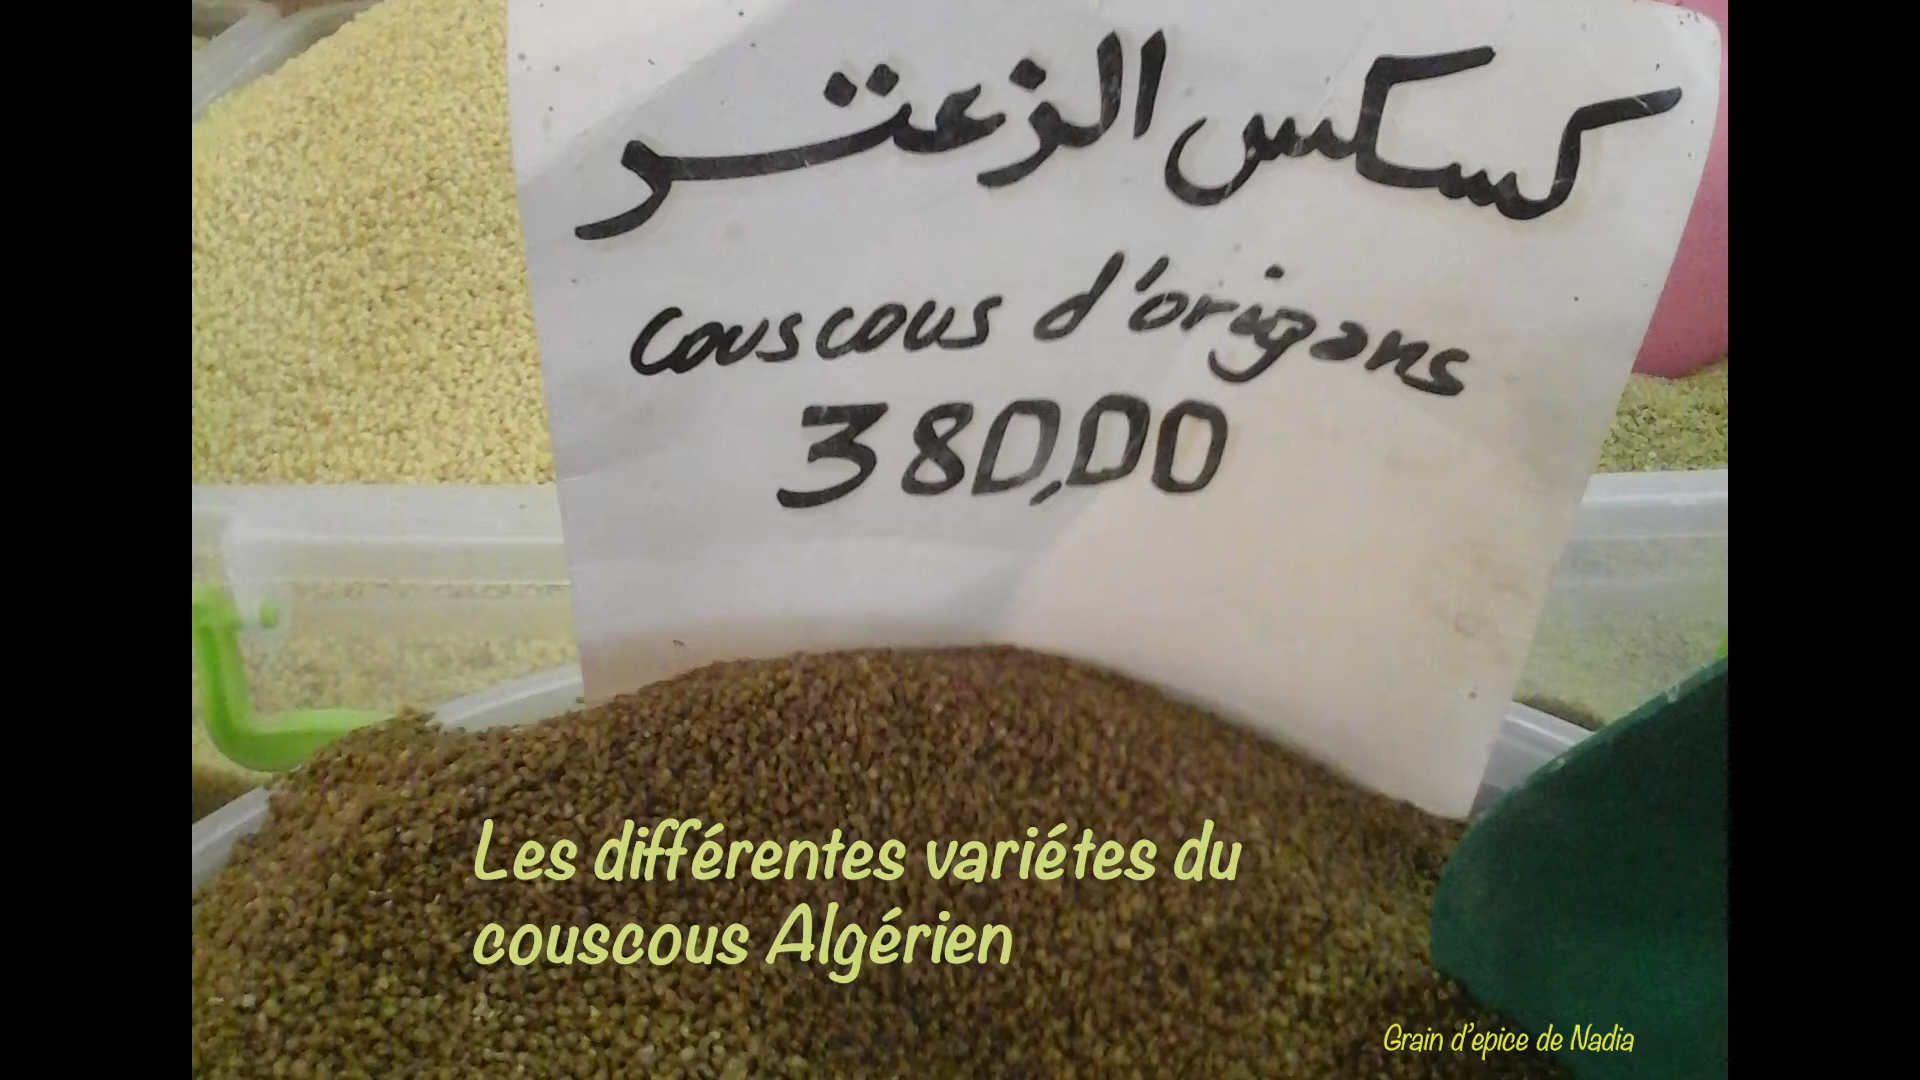 كسكس الزعتر
couscous d'origans
380,00
Les différentes variétes du
couscous Algérien
Grain d'epice de Nadia